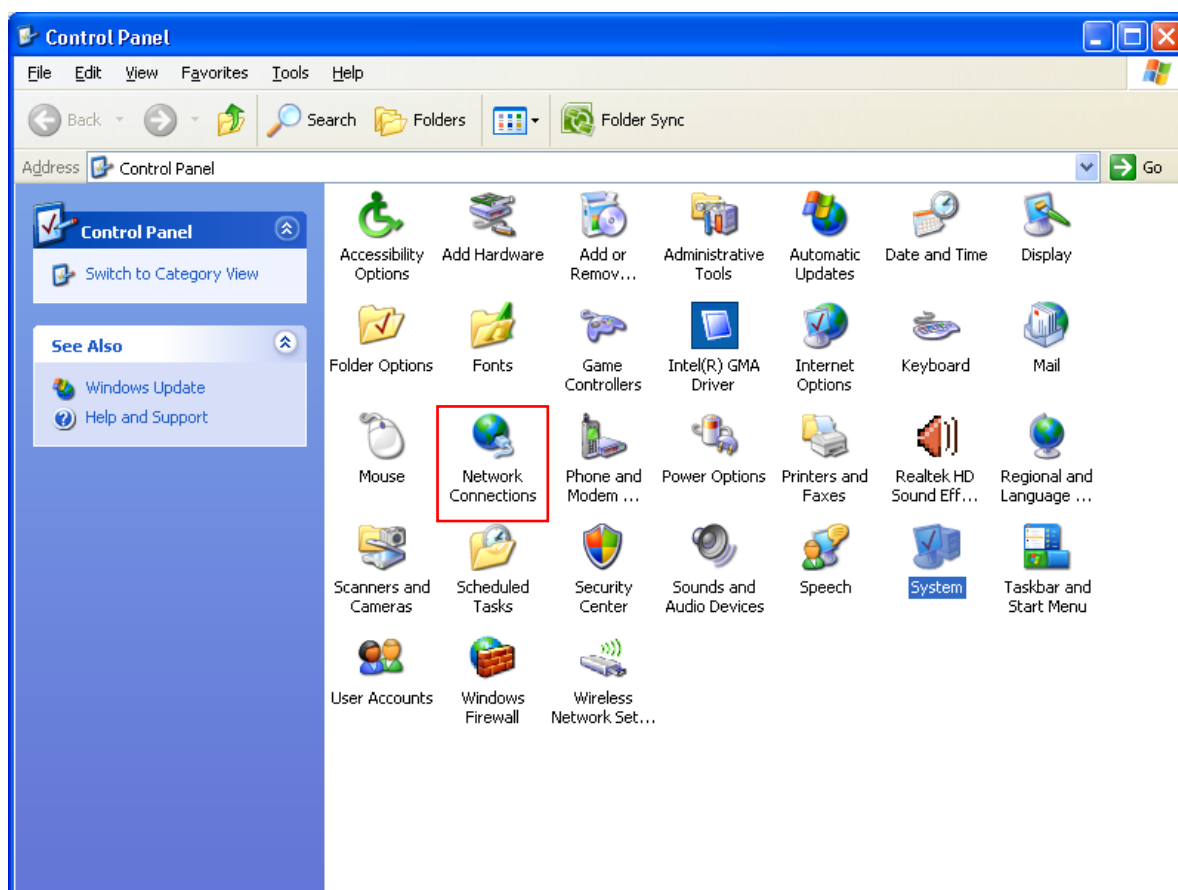 Control Panel
File Edit View Favorites Tools Help
Back Search Folders Folder Sync
Address Control Panel Go
Control Panel
Switch to Category View
See Also
Windows Update
Help and Support
Accessibility Options
Add Hardware
Add or Remov...
Administrative Tools
Automatic Updates
Date and Time
Display
Folder Options
Fonts
Game Controllers
Intel(R) GMA Driver
Internet Options
Keyboard
Mail
Mouse
Network Connections
Phone and Modem ...
Power Options
Printers and Faxes
Realtek HD Sound Eff...
Regional and Language ...
Scanners and Cameras
Scheduled Tasks
Security Center
Sounds and Audio Devices
Speech
System
Taskbar and Start Menu
User Accounts
Windows Firewall
Wireless Network Set...